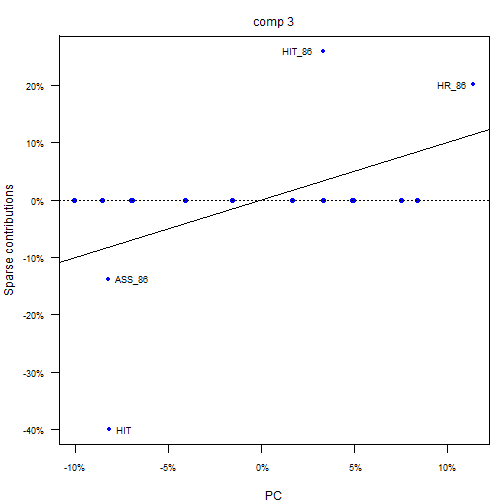 comp 3
HIT_86
HR_86
ASS_86
HIT
20%
10%
0%
-10%
-20%
-30%
-40%
Sparse contributions
-10%
-5%
0%
5%
10%
PC